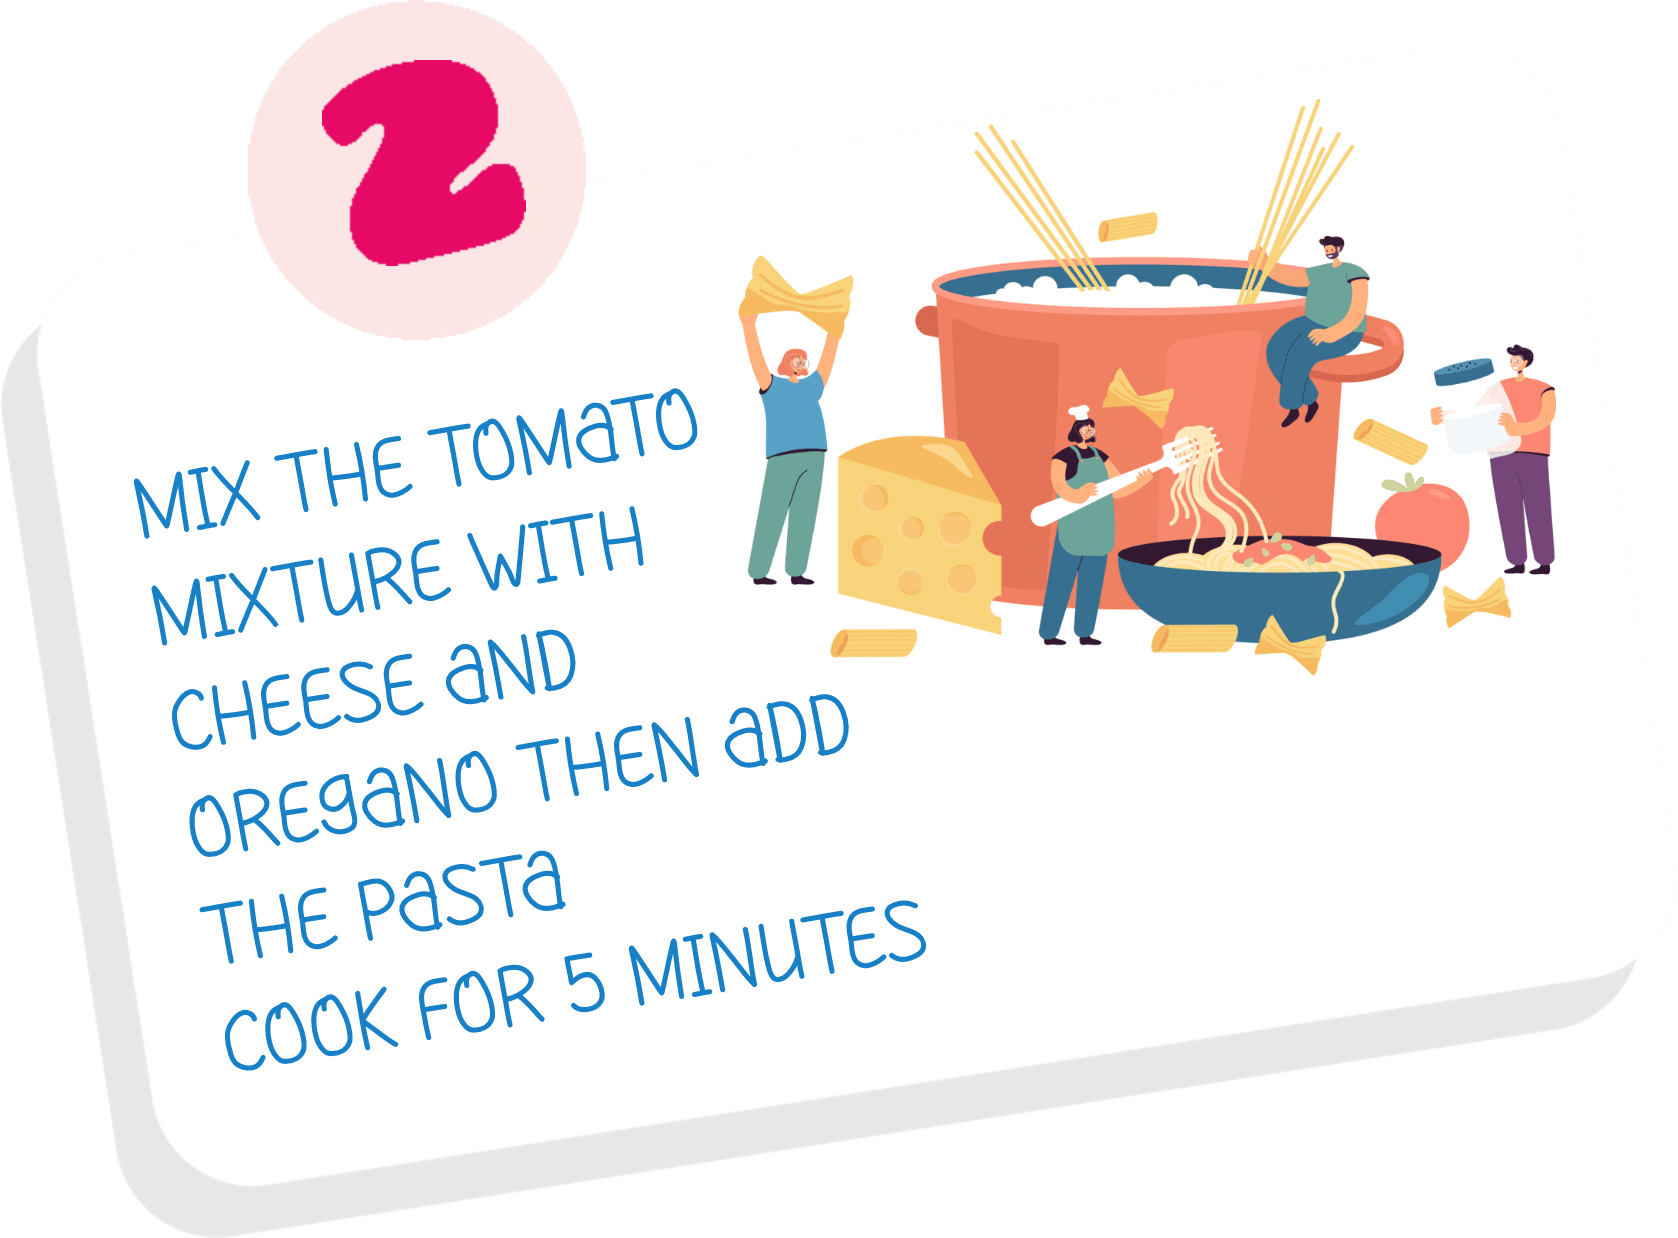 2
MIX THE TOMaTO
MIXTURE WITH
CHEESE aND
OREgaNO THEN aDD
THE PaSTa
COOK FOR 5 MINUTES